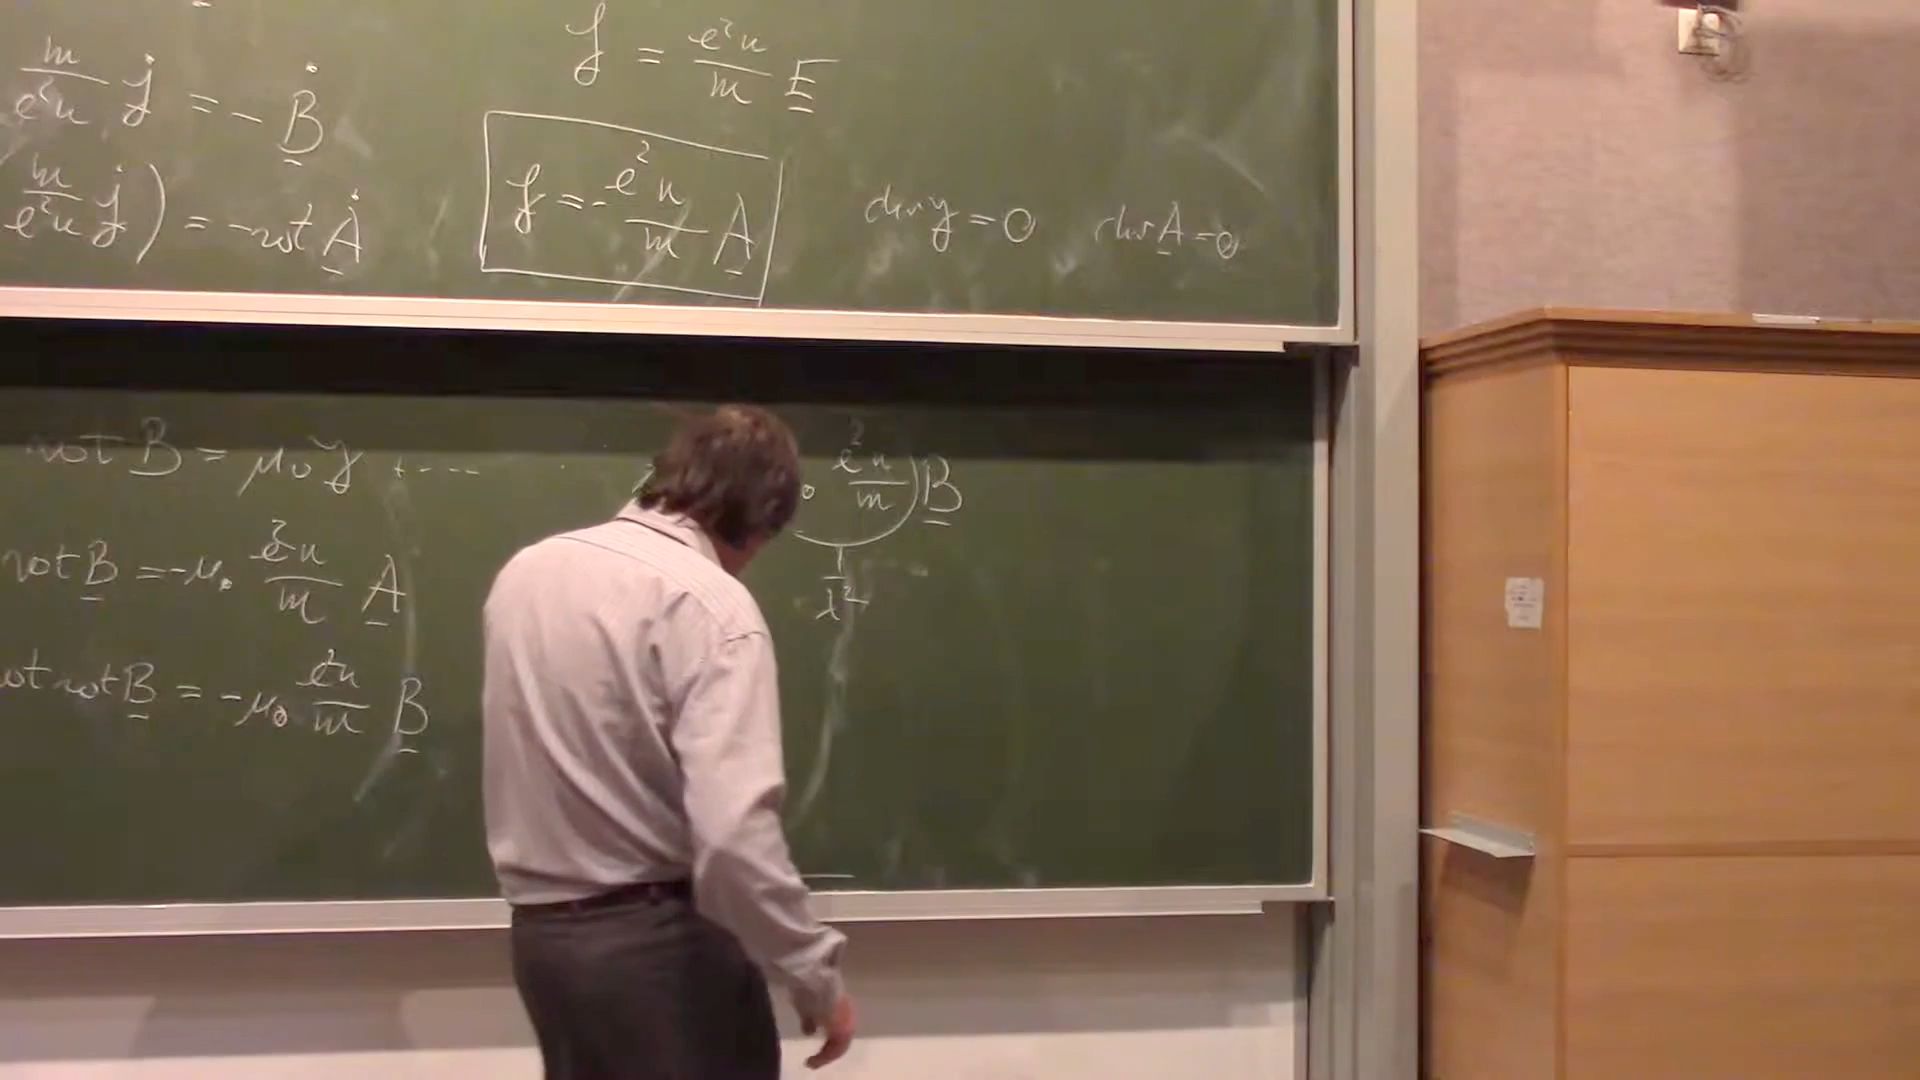 m/e²n j̇ = - Ḃ
j̇ = e²n/m E
m/e²n j̇) = - rot Ȧ
j = - e²n/m A
div j = 0
div A = 0
rot B = μ₀ j + ----
e²n/m) B
1/λ²
rot B = - μ₀ e²n/m A
rot rot B = - μ₀ e²n/m B